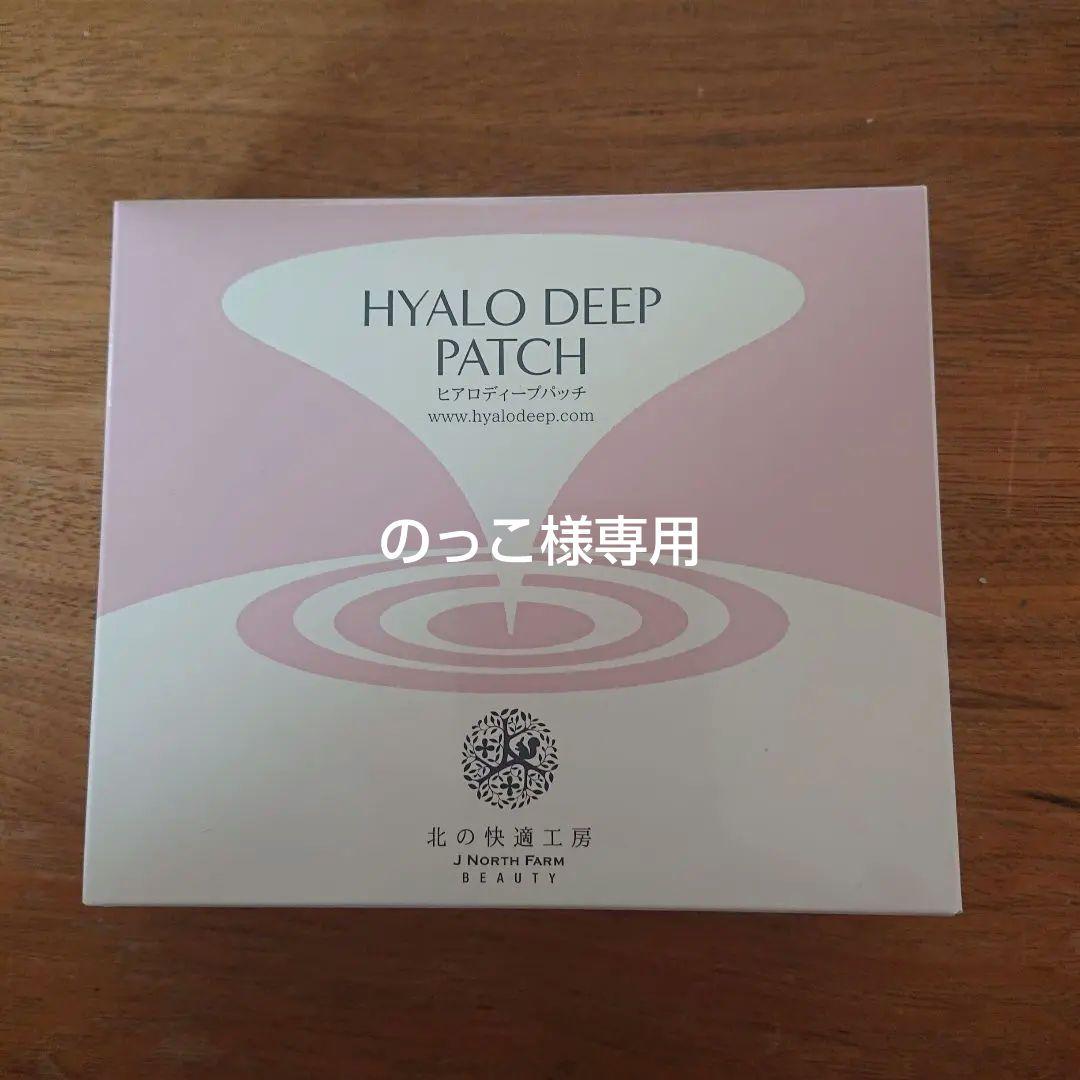 HYALO DEEP
PATCH
ヒアロディープパッチ
www.hyalodeep.com
のっこ様専用
北の快適工房
J NORTH FARM
BEAUTY